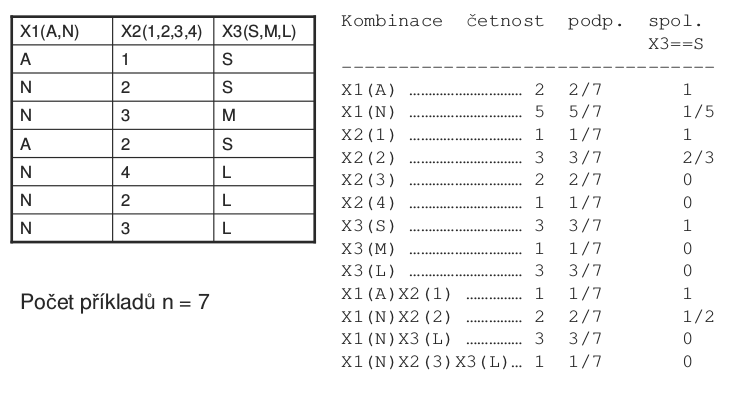 X1(A,N) X2(1,2,3,4) X3(S,M,L)
A 1 S
N 2 S
N 3 M
A 2 S
N 4 L
N 2 L
N 3 L
Počet příkladů n = 7
Kombinace četnost podp. spol.
X3==S
---------------------------------
X1(A) …………………………… 2 2/7 1
X1(N) …………………………… 5 5/7 1/5
X2(1) …………………………… 1 1/7 1
X2(2) …………………………… 3 3/7 2/3
X2(3) …………………………… 2 2/7 0
X2(4) …………………………… 1 1/7 0
X3(S) …………………………… 3 3/7 1
X3(M) …………………………… 1 1/7 0
X3(L) …………………………… 3 3/7 0
X1(A)X2(1) …………… 1 1/7 1
X1(N)X2(2) …………… 2 2/7 1/2
X1(N)X3(L) …………… 3 3/7 0
X1(N)X2(3)X3(L)… 1 1/7 0